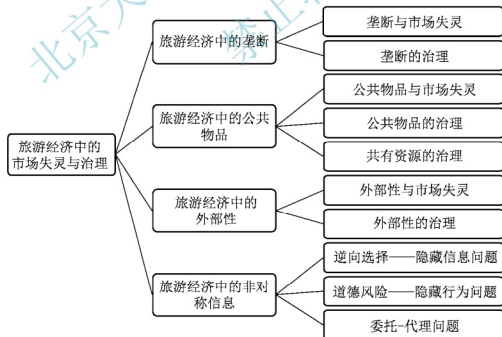 旅游经济中的
市场失灵与治理
旅游经济中的垄断
垄断与市场失灵
垄断的治理
旅游经济中的公共
物品
公共物品与市场失灵
公共物品的治理
共有资源的治理
旅游经济中的
外部性
外部性与市场失灵
外部性的治理
旅游经济中的非对
称信息
逆向选择——隐藏信息问题
道德风险——隐藏行为问题
委托-代理问题
北京
禁止